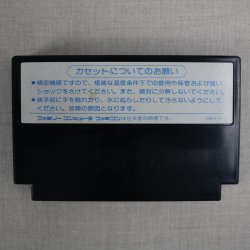 カセットについてのお願い
●精密機器ですので、極端な温度条件下での使用や保管および強い
ショックをさけてください。また、絶対に分解しないでください。
●端子部に手を触れたり、水にぬらしたりして汚さないようにし
てください。故障の原因となります。
ファミリー コンピュータ ファミコンは任天堂の商標です。